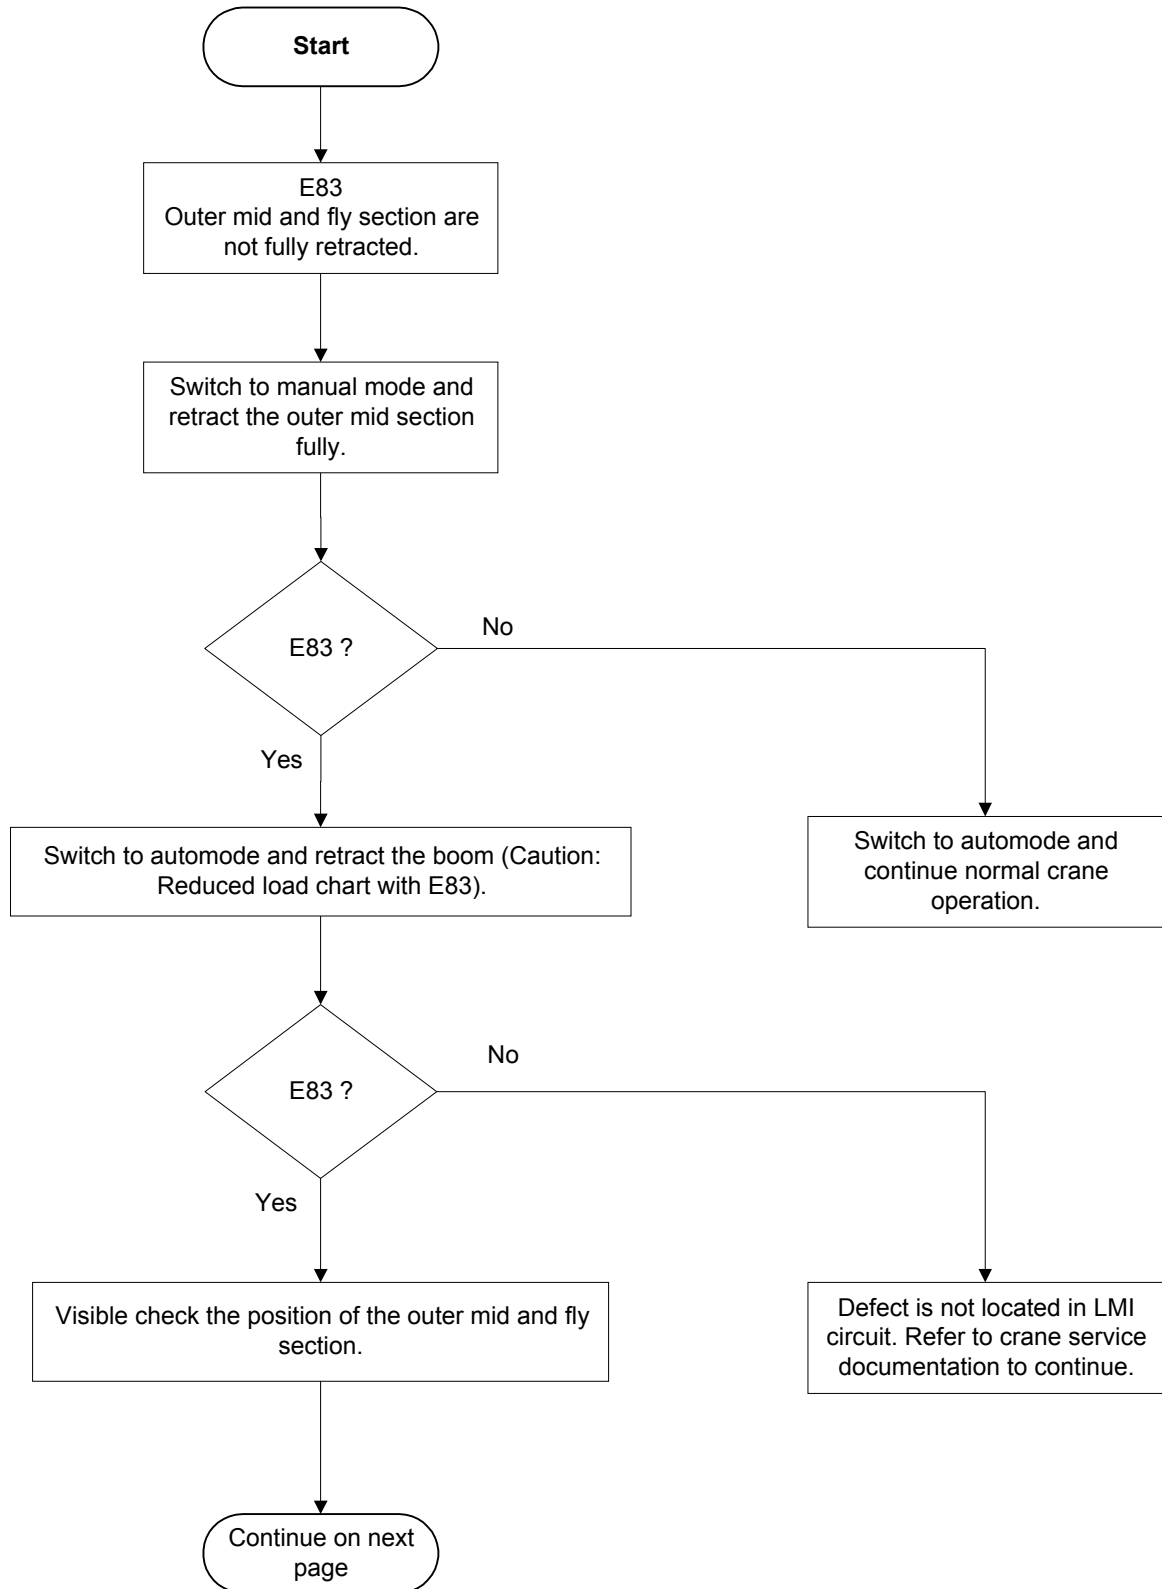 Start
E83
Outer mid and fly section are
not fully retracted.
Switch to manual mode and
retract the outer mid section
fully.
E83 ?
No
Yes
Switch to automode and retract the boom (Caution:
Reduced load chart with E83).
Switch to automode and
continue normal crane
operation.
E83 ?
No
Yes
Visible check the position of the outer mid and fly
section.
Defect is not located in LMI
circuit. Refer to crane service
documentation to continue.
Continue on next
page